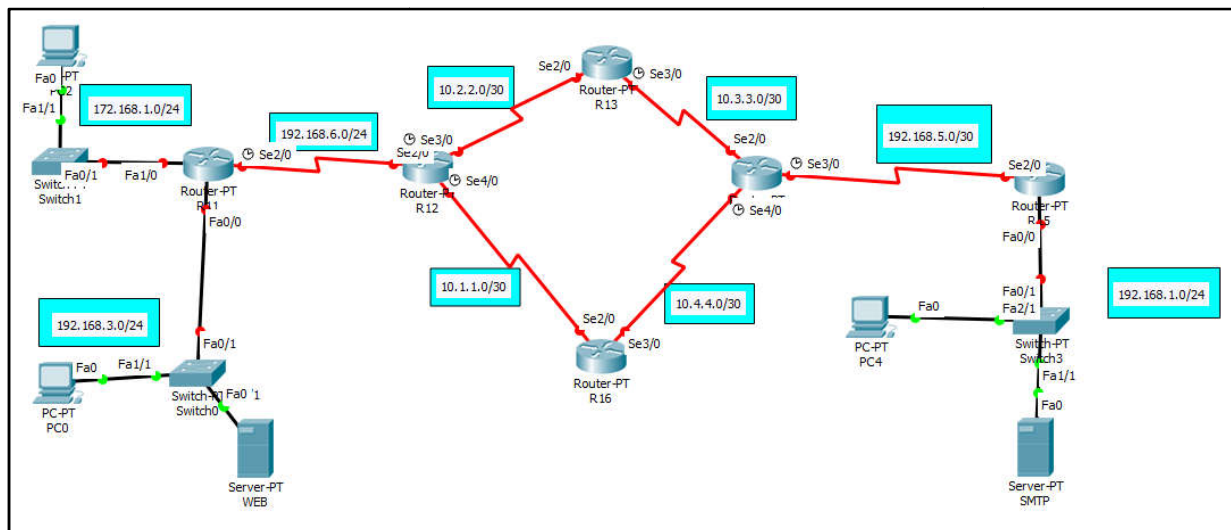 Fa0
-PT
Fa1/1
172.168.1.0/24
Fa0/1
Fa1/0
Switch1
Se2/0
Router-PT
Fa0/0
192.168.6.0/24
10.2.2.0/30
Se2/0
Se3/0
Router-PT
R13
10.3.3.0/30
Se3/0
Se2/0
Se4/0
R12
Se2/0
Se3/0
Se4/0
192.168.5.0/30
Se2/0
Router-PT
Fa0/0
10.1.1.0/30
10.4.4.0/30
Se2/0
Se3/0
Router-PT
R16
192.168.3.0/24
Fa0/1
Fa0
Fa1/1
PC-PT
PC0
Switch0
Fa0
Server-PT
WEB
192.168.1.0/24
Fa0/1
Fa2/1
Fa0
PC-PT
PC4
Switch-PT
Switch3
Fa1/1
Fa0
Server-PT
SMTP